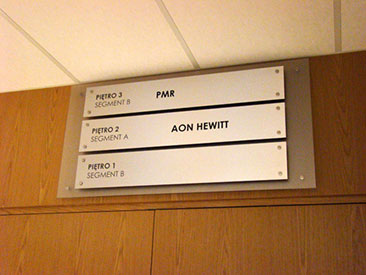 PIĘTRO 3 PMR
SEGMENT B
PIĘTRO 2 AON HEWITT
SEGMENT A
PIĘTRO 1
SEGMENT B